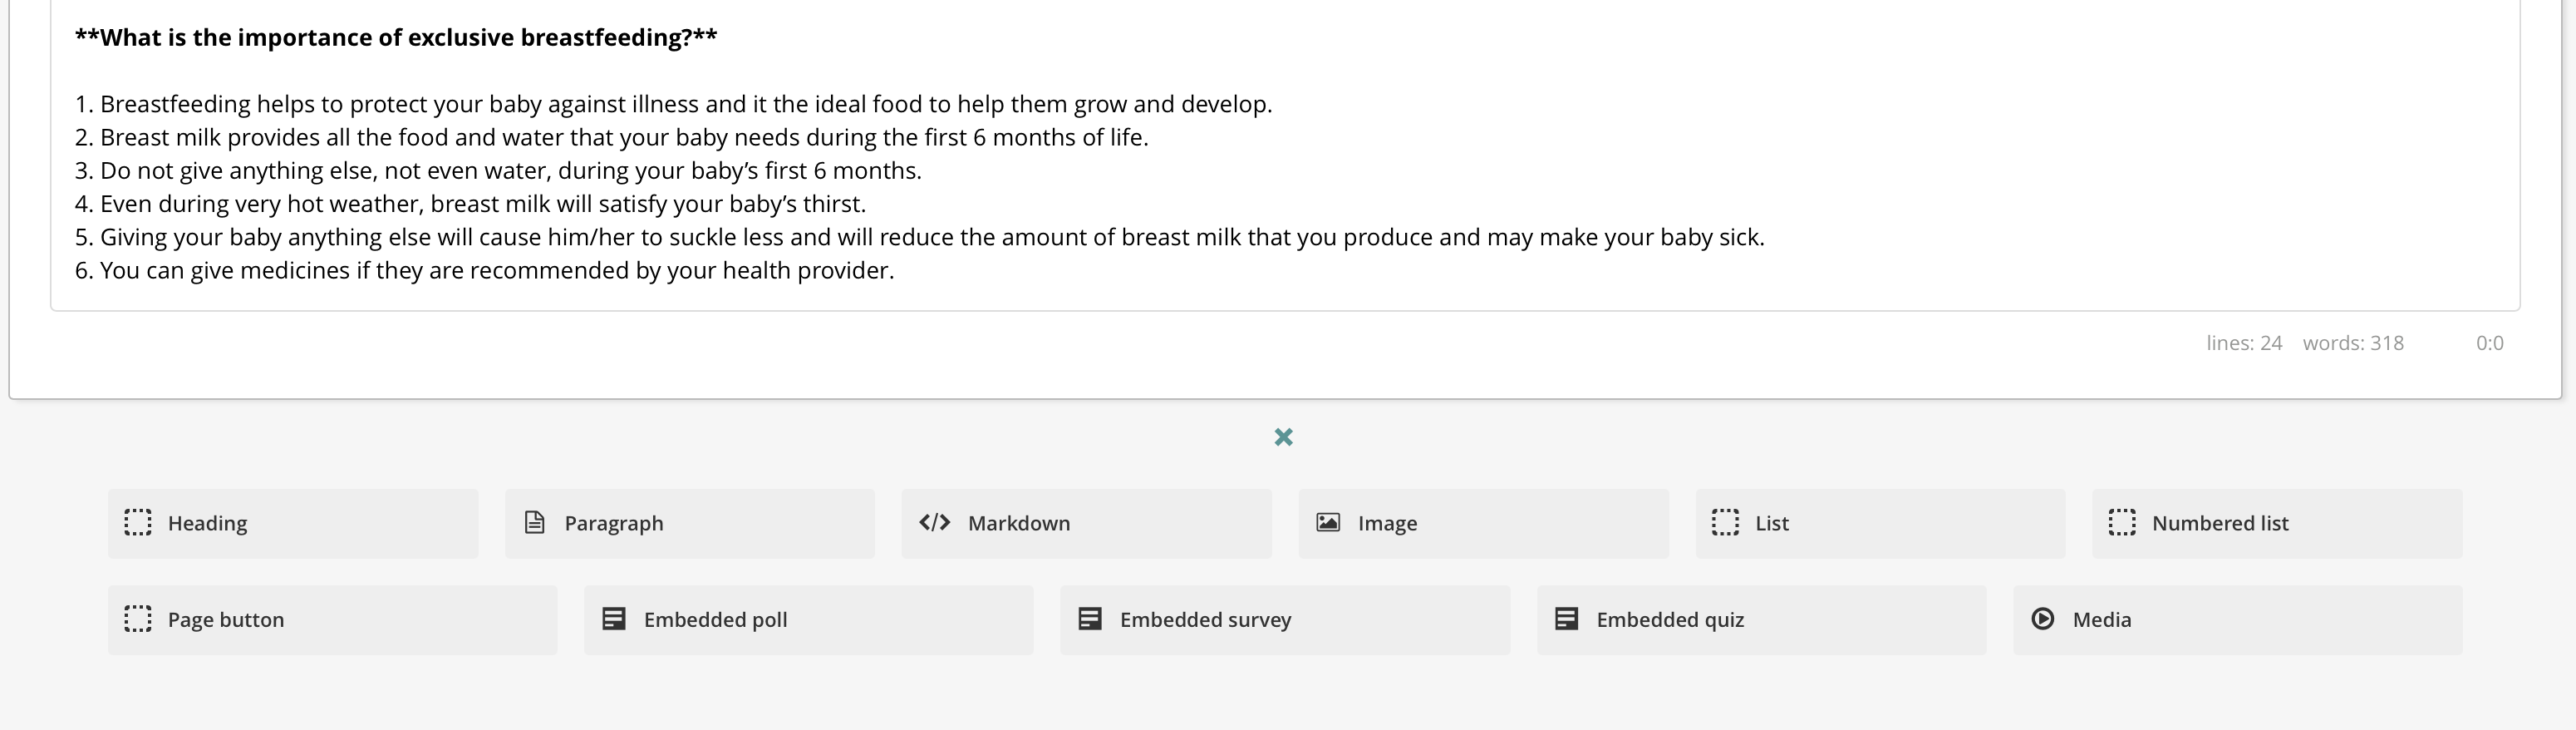 **What is the importance of exclusive breastfeeding?**
1. Breastfeeding helps to protect your baby against illness and it the ideal food to help them grow and develop.
2. Breast milk provides all the food and water that your baby needs during the first 6 months of life.
3. Do not give anything else, not even water, during your baby’s first 6 months.
4. Even during very hot weather, breast milk will satisfy your baby’s thirst.
5. Giving your baby anything else will cause him/her to suckle less and will reduce the amount of breast milk that you produce and may make your baby sick.
6. You can give medicines if they are recommended by your health provider.
lines: 24 words: 318 0:0
Heading Paragraph Markdown Image List Numbered list
Page button Embedded poll Embedded survey Embedded quiz Media